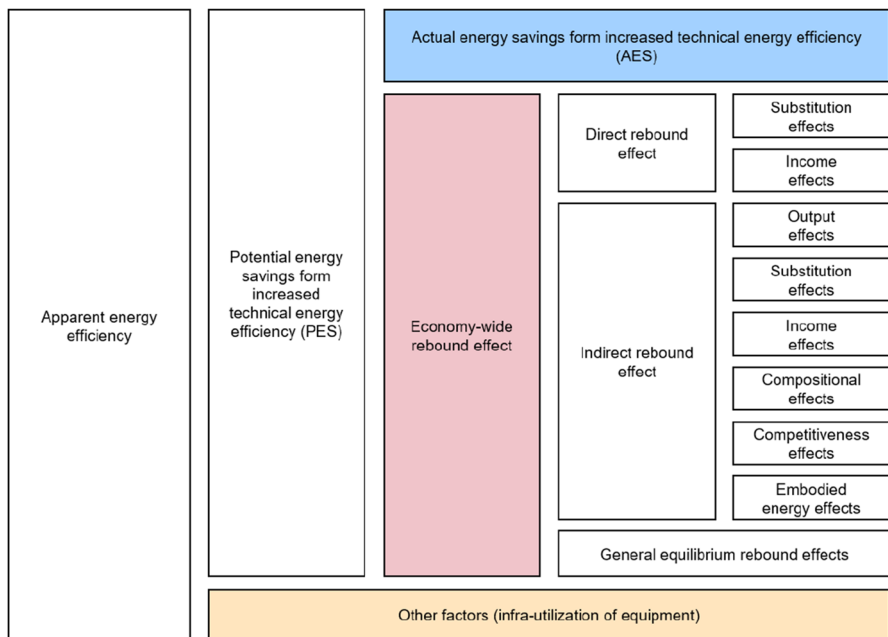 Actual energy savings form increased technical energy efficiency
(AES)
Apparent energy
efficiency
Potential energy
savings form
increased
technical energy
efficiency (PES)
Economy-wide
rebound effect
Direct rebound
effect
Substitution
effects
Income
effects
Indirect rebound
effect
Output
effects
Substitution
effects
Income
effects
Compositional
effects
Competitiveness
effects
Embodied
energy effects
General equilibrium rebound effects
Other factors (infra-utilization of equipment)